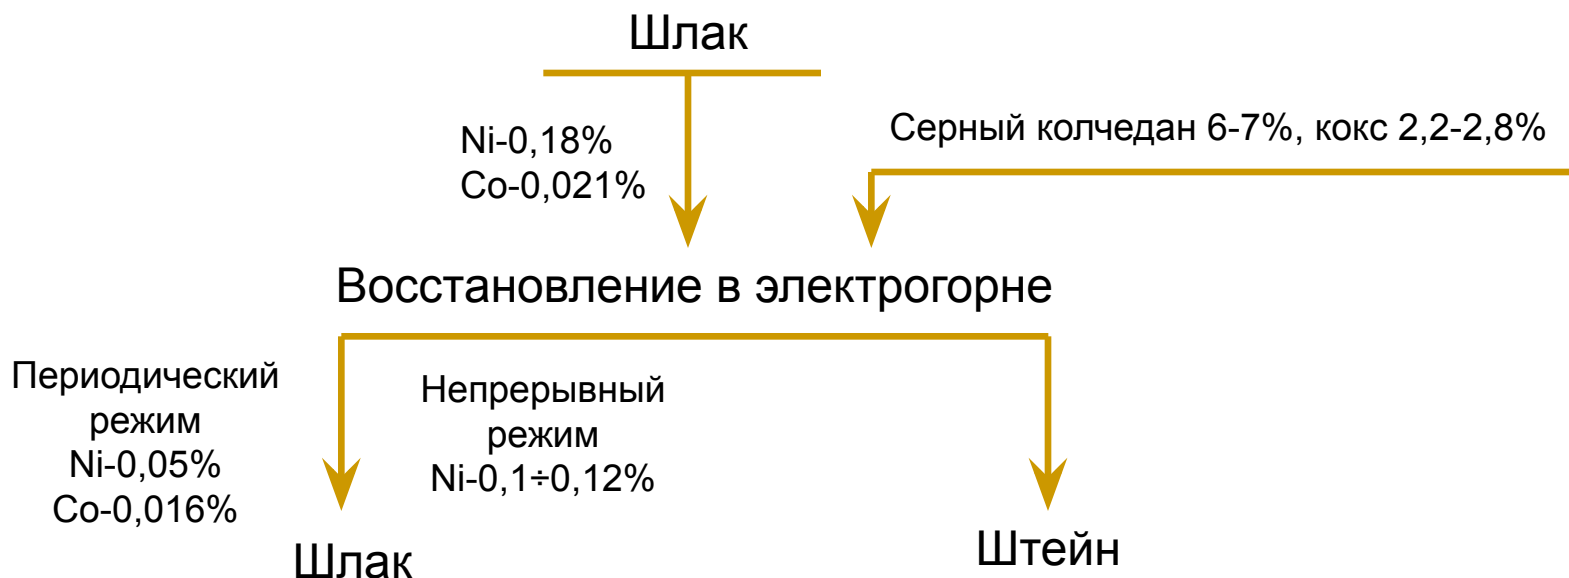 Шлак
Ni-0,18%
Co-0,021%
Серный колчедан 6-7%, кокс 2,2-2,8%
Восстановление в электрогорне
Периодический
режим
Ni-0,05%
Co-0,016%
Непрерывный
режим
Ni-0,1÷0,12%
Шлак
Штейн